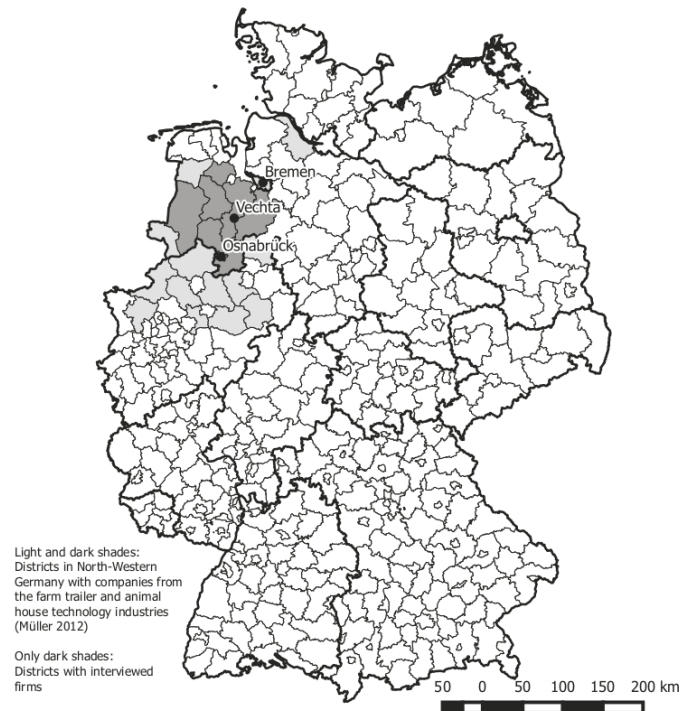 Bremen
Vechta
Osnabrück
Light and dark shades:
Districts in North-Western
Germany with companies from
the farm trailer and animal
house technology industries
(Müller 2012)
Only dark shades:
Districts with interviewed
firms
50 0 50 100 150 200 km